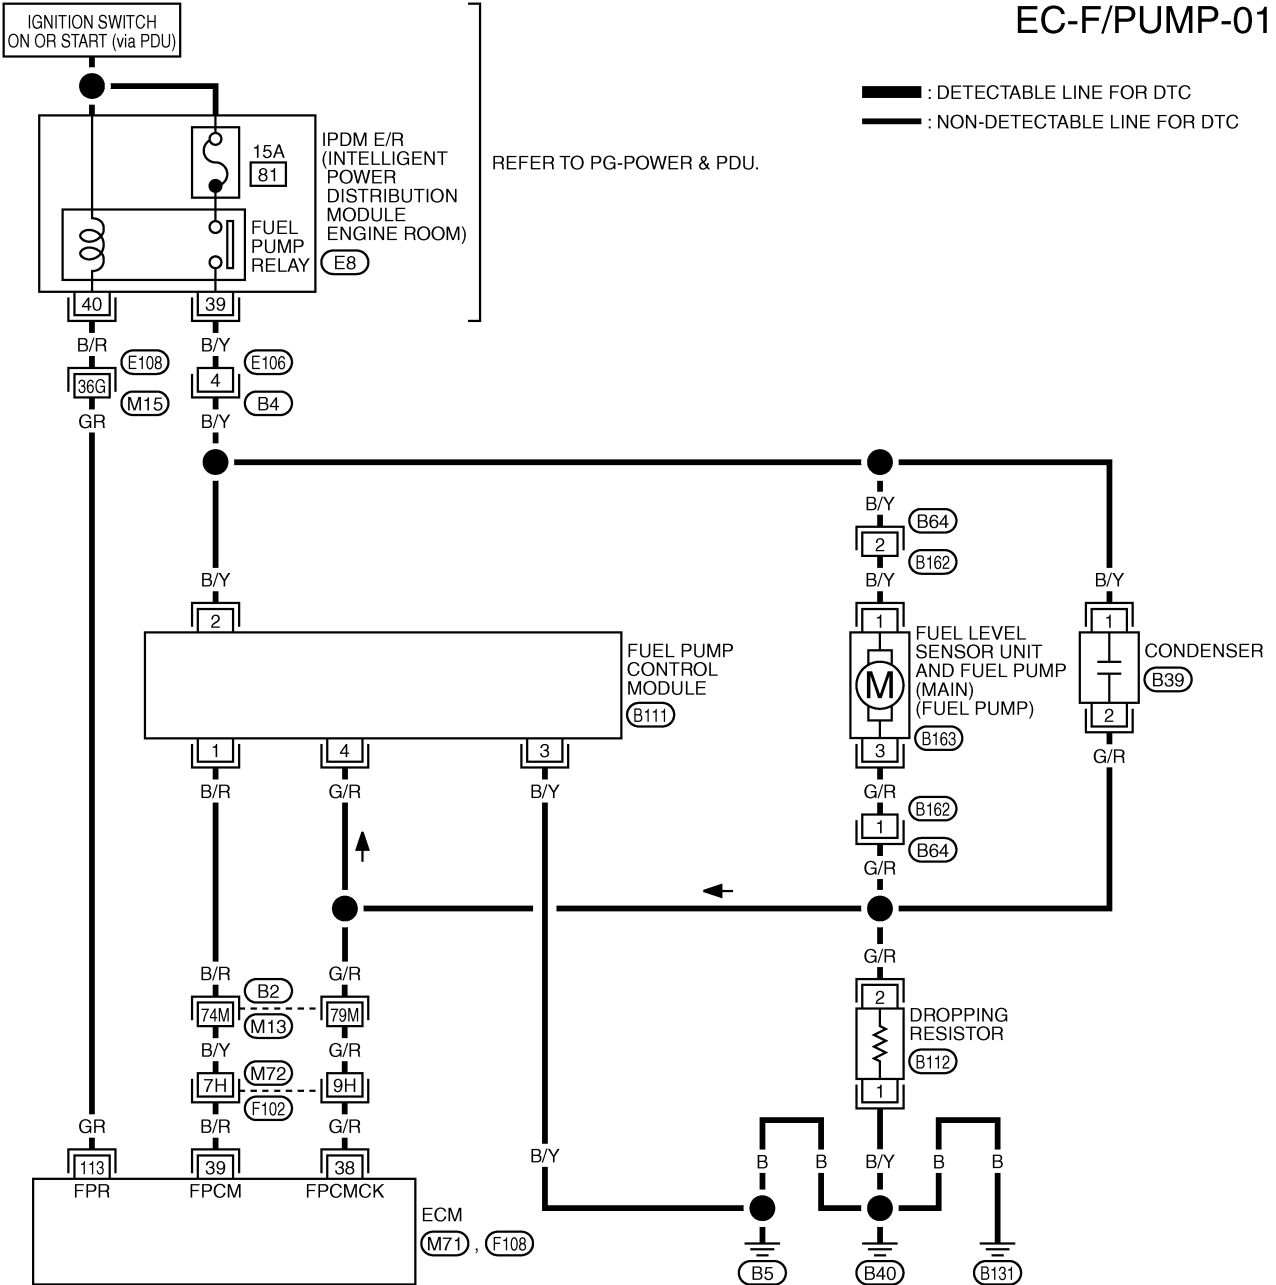 EC-F/PUMP-01
IGNITION SWITCH
ON OR START (via PDU)
: DETECTABLE LINE FOR DTC
: NON-DETECTABLE LINE FOR DTC
15A
81
IPDM E/R
(INTELLIGENT
POWER
DISTRIBUTION
MODULE
ENGINE ROOM)
E8
REFER TO PG-POWER & PDU.
FUEL
PUMP
RELAY
40
39
B/R
B/Y
E108
E106
36G
4
M15
B4
GR
B/Y
B/Y
B64
2
B162
B/Y
B/Y
B/Y
2
1
1
FUEL PUMP
CONTROL
MODULE
B111
M
FUEL LEVEL
SENSOR UNIT
AND FUEL PUMP
(MAIN)
(FUEL PUMP)
B163
CONDENSER
B39
2
1
4
3
3
G/R
B/R
G/R
B/Y
G/R
B162
1
B64
G/R
G/R
B/R
G/R
B2
74M
79M
M13
2
DROPPING
RESISTOR
B112
1
B/Y
G/R
M72
7H
9H
F102
GR
B/R
G/R
B/Y
B
B
B/Y
B
B
113
39
38
FPR
FPCM
FPCMCK
ECM
M71 , F108
B5
B40
B131